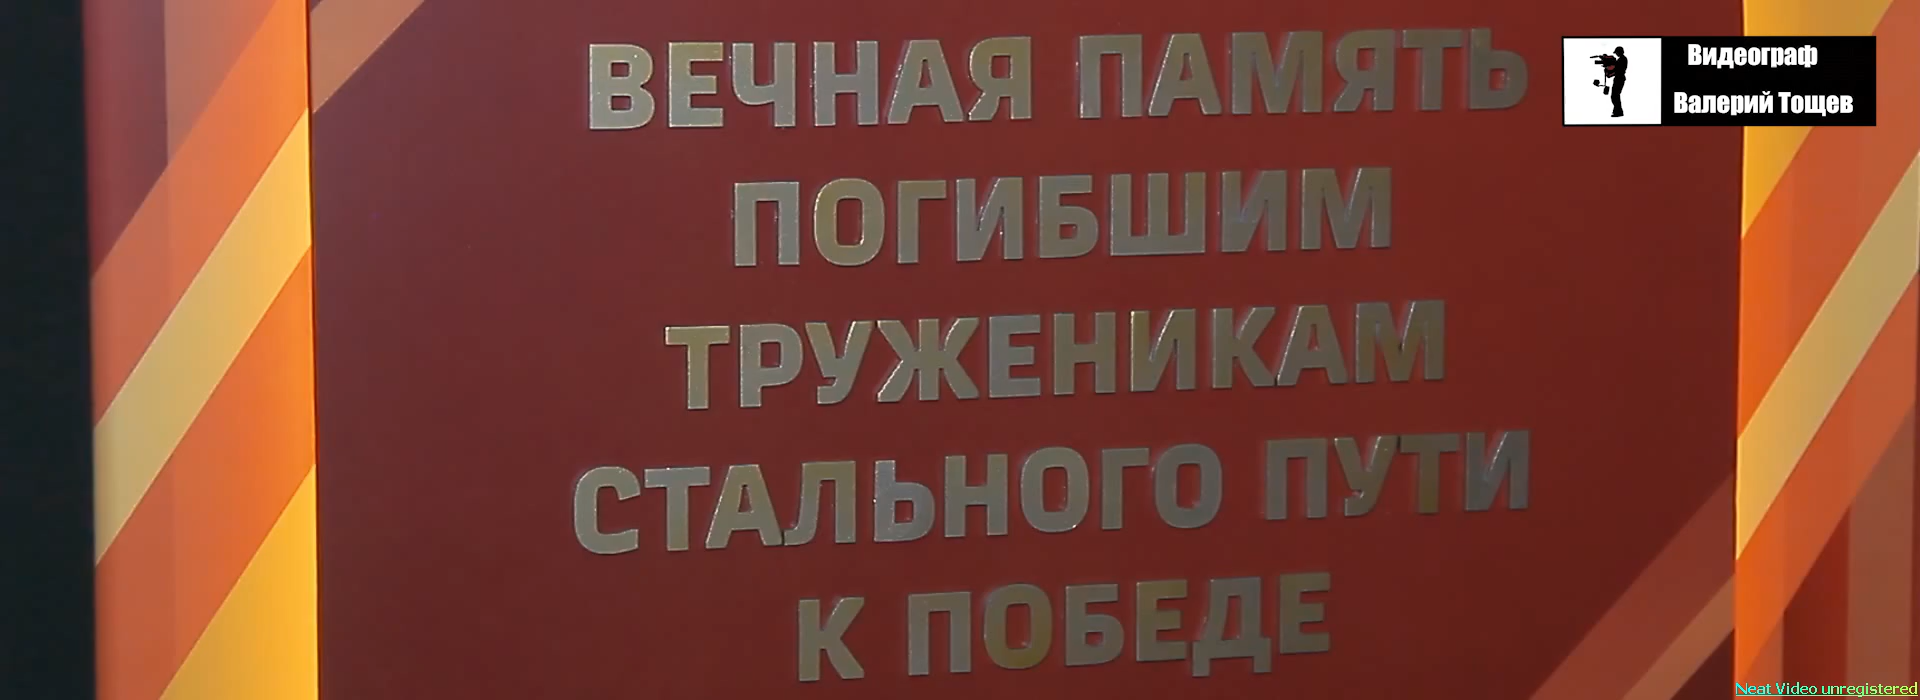 ВЕЧНАЯ ПАМЯТЬ
ПОГИБШИМ
ТРУЖЕНИКАМ
СТАЛЬНОГО ПУТИ
К ПОБЕДЕ
Видеограф
Валерий Тощев
Neat Video unregistered